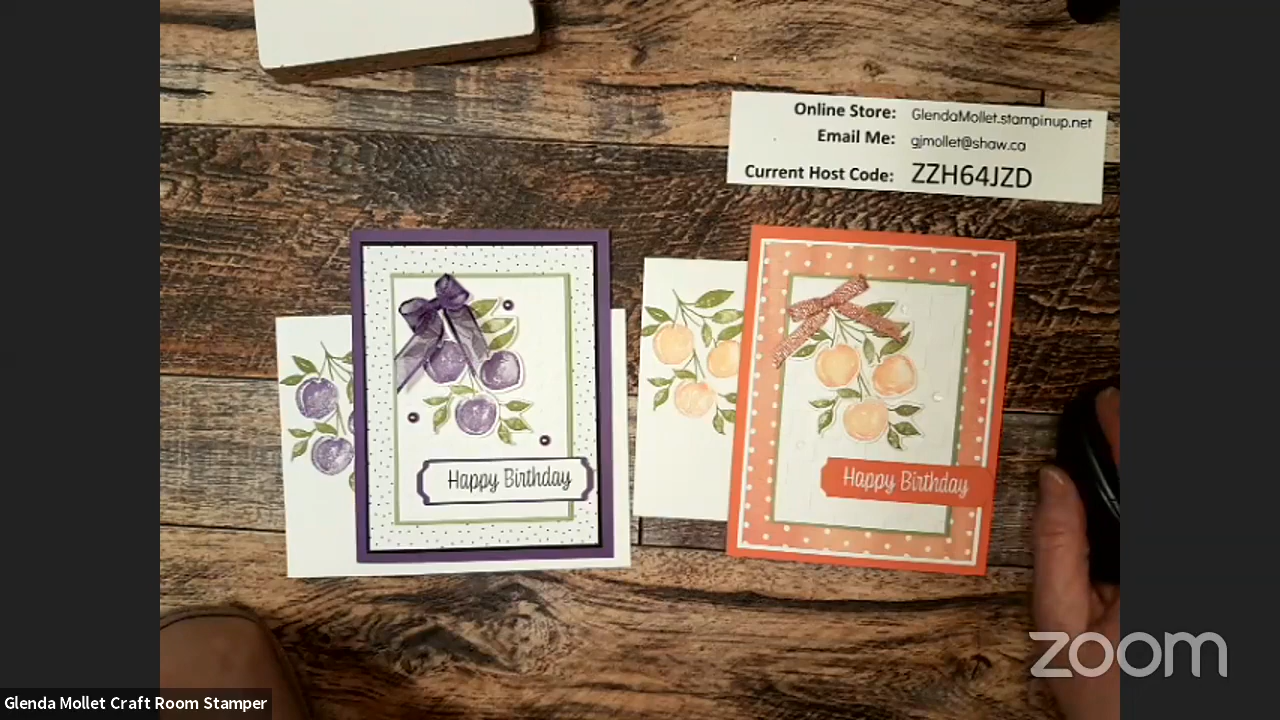 Online Store: GlendaMollet.stampinup.net
Email Me: gjmollet@shaw.ca
Current Host Code: ZZH64JZD
Happy Birthday
Happy Birthday
zoom
Glenda Mollet Craft Room Stamper